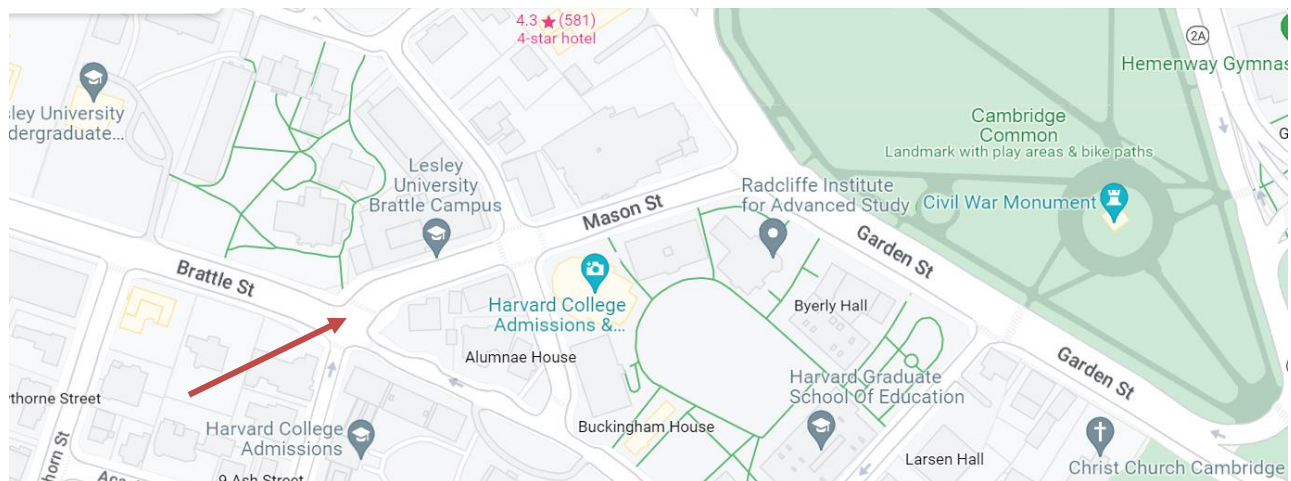 4.3 ★ (581)
4-star hotel
2A
Hemenway Gymnas
sley University
dergraduate...
Cambridge
Common
Landmark with play areas & bike paths
G
Lesley
University
Brattle Campus
Mason St
Radcliffe Institute
for Advanced Study
Civil War Monument
Garden St
Brattle St
Harvard College
Admissions &...
Byerly Hall
Alumnae House
Garden St
Harvard Graduate
School Of Education
ythorne Street
Harvard College
Admissions
Buckingham House
Larsen Hall
Christ Church Cambridge
horn St
9 Ash Street